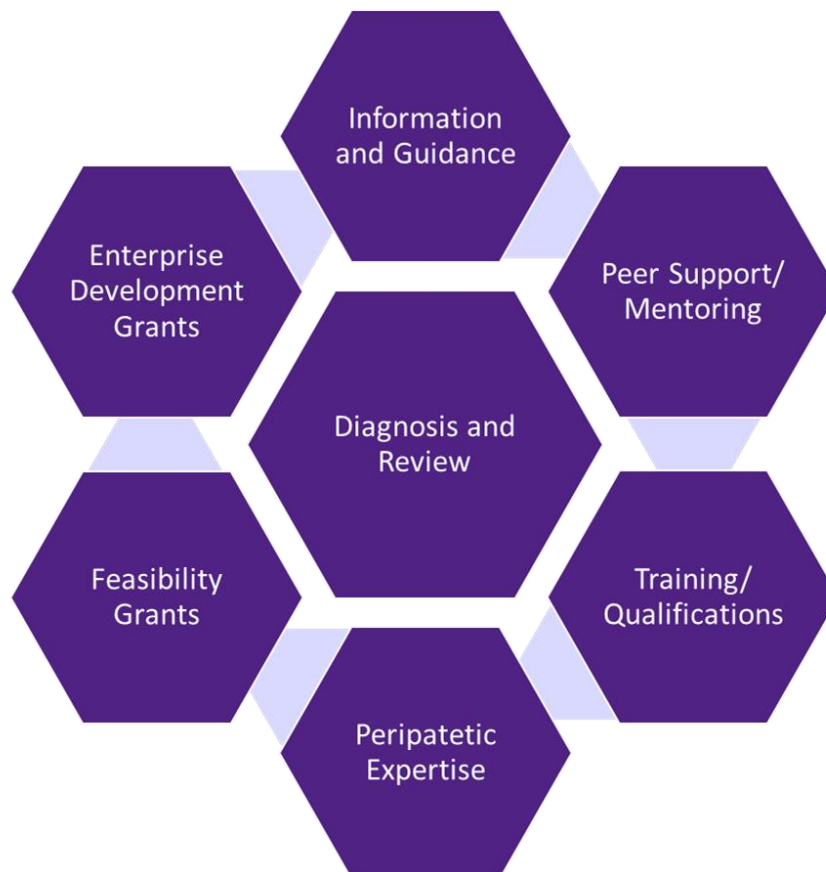 Information
and Guidance
Peer Support/
Mentoring
Training/
Qualifications
Peripatetic
Expertise
Feasibility
Grants
Enterprise
Development
Grants
Diagnosis and
Review